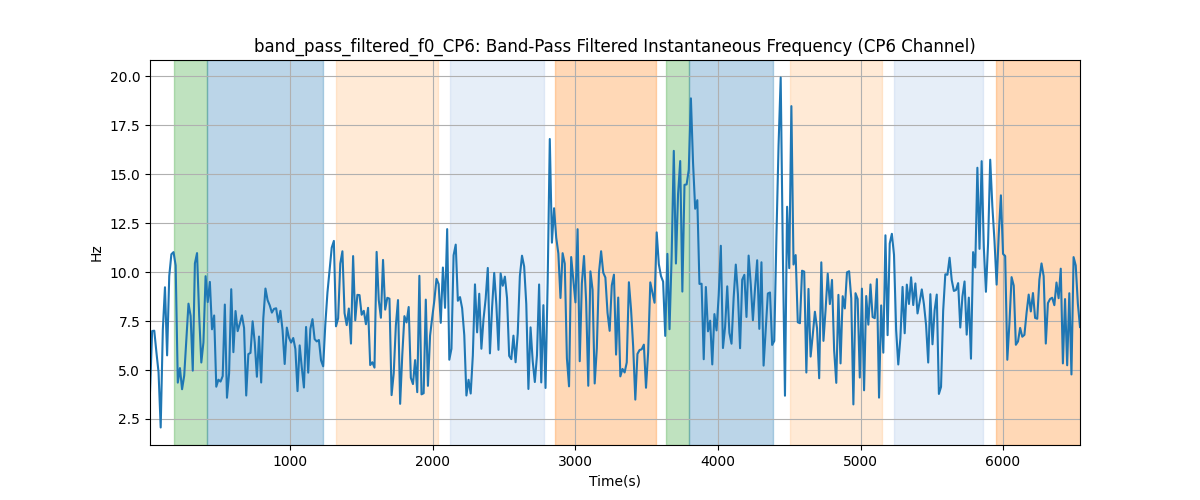 band_pass_filtered_f0_CP6: Band-Pass Filtered Instantaneous Frequency (CP6 Channel)
20.0
17.5
15.0
12.5
10.0
7.5
5.0
2.5
Hz
1000 2000 3000 4000 5000 6000
Time(s)